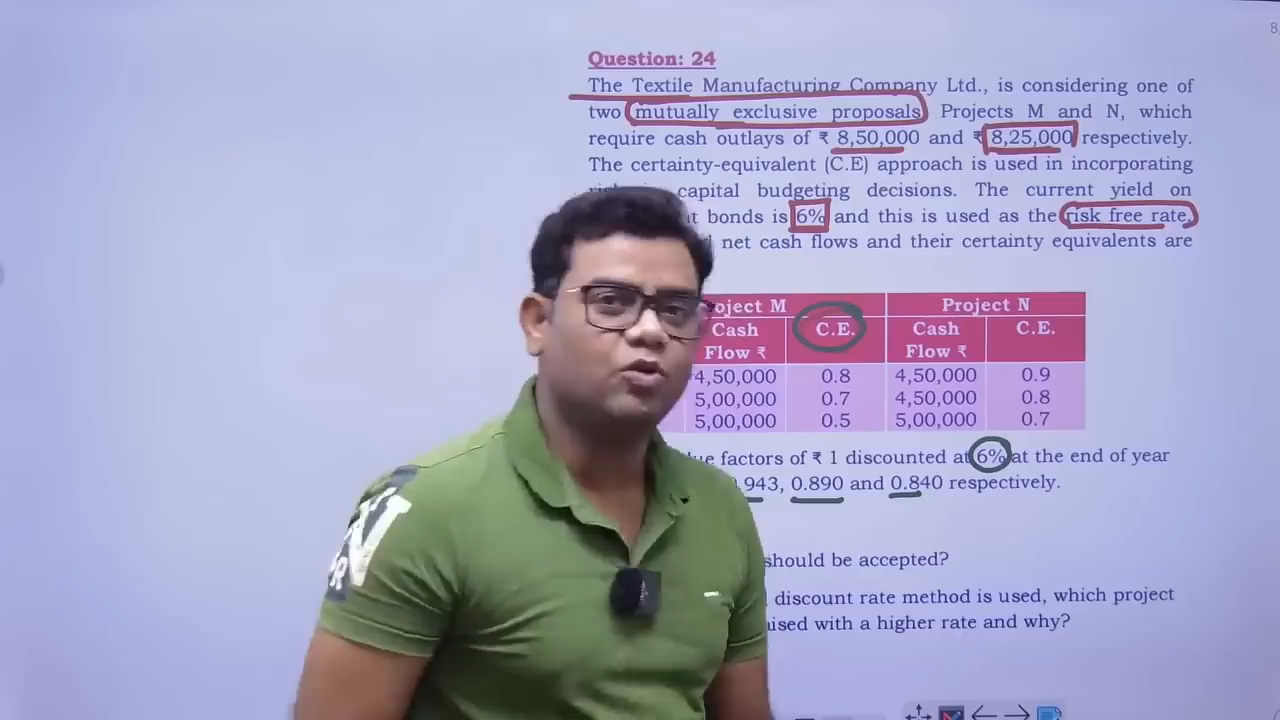 Question: 24
The Textile Manufacturing Company Ltd., is considering one of
two mutually exclusive proposals Projects M and N, which
require cash outlays of ₹ 8,50,000 and ₹ 8,25,000 respectively.
The certainty-equivalent (C.E) approach is used in incorporating
capital budgeting decisions. The current yield on
bonds is 6% and this is used as the risk free rate,
net cash flows and their certainty equivalents are
M Project N
Cash C.E. Cash C.E.
Flow ₹ Flow ₹
4,50,000 0.8 4,50,000 0.9
5,00,000 0.7 4,50,000 0.8
5,00,000 0.5 5,00,000 0.7
factors of ₹ 1 discounted at 6% at the end of year
943, 0.890 and 0.840 respectively.
should be accepted?
discount rate method is used, which project
with a higher rate and why?